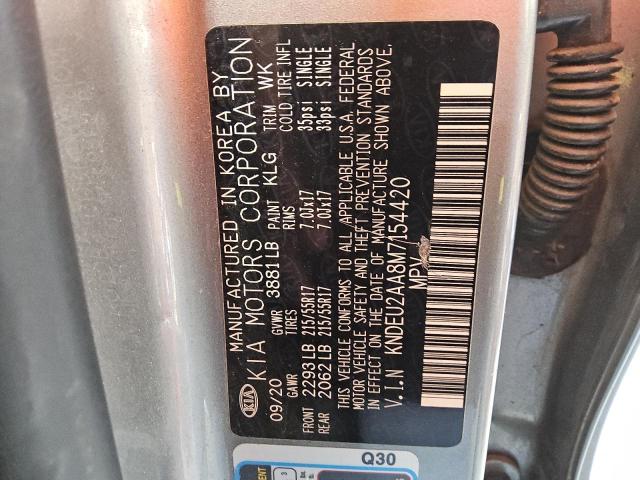 KIA
MANUFACTURED IN KOREA BY
KIA MOTORS CORPORATION
09/20 GVWR 3881LB PAINT KLG TRIM WK
GAWR TIRES RIMS COLD TIRE INFL
FRONT 2293LB 215/55R17 7.0Jx17 35psi SINGLE
REAR 2062LB 215/55R17 7.0Jx17 33psi SINGLE
THIS VEHICLE CONFORMS TO ALL APPLICABLE U.S.A. FEDERAL
MOTOR VEHICLE SAFETY AND THEFT PREVENTION STANDARDS
IN EFFECT ON THE DATE OF MANUFACTURE SHOWN ABOVE.
V.I.N KNDEU2AA8M7154420
MPV
Q30